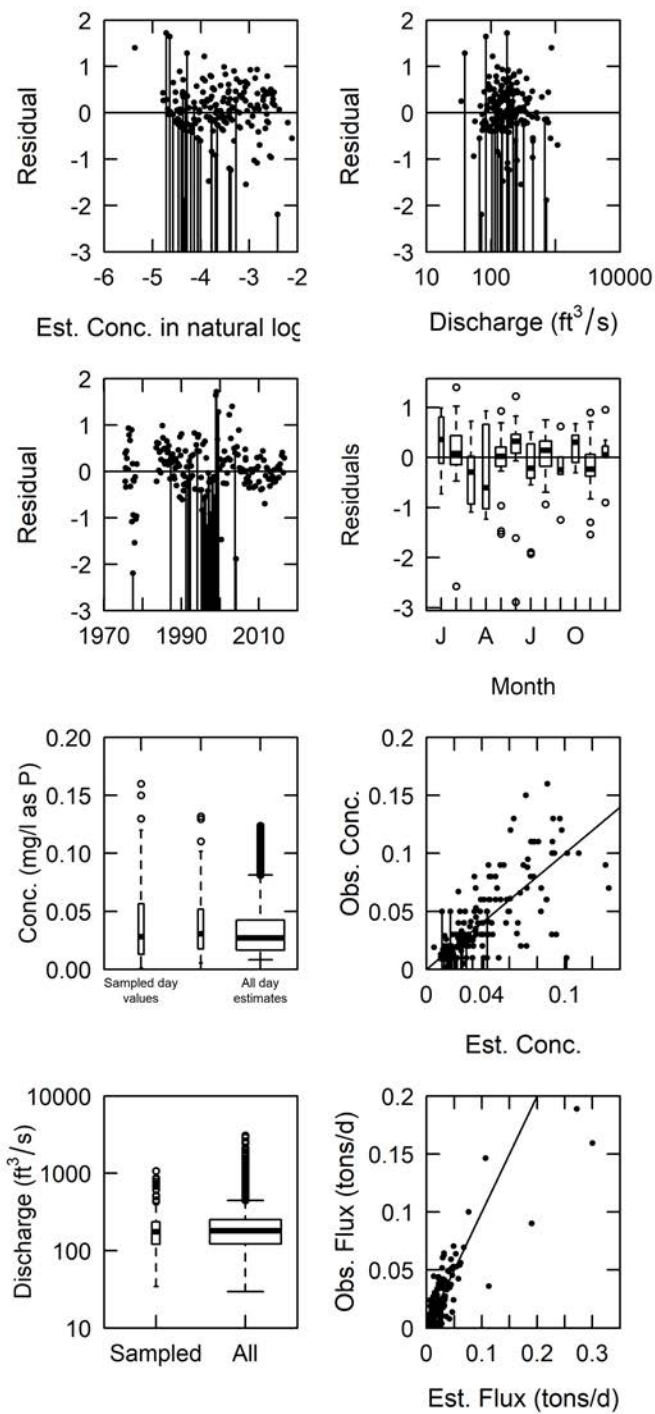 Residual
2
1
0
-1
-2
-3
-6 -5 -4 -3 -2
Est. Conc. in natural log
Residual
2
1
0
-1
-2
-3
10 100 10000
Discharge (ft³/s)
Residual
2
1
0
-1
-2
-3
1970 1990 2010
Residuals
1
0
-1
-2
-3
J A J O
Month
Conc. (mg/l as P)
0.20
0.15
0.10
0.05
0.00
Sampled day
values
All day
estimates
Obs. Conc.
0.20
0.15
0.10
0.05
0
0 0.04 0.1
Est. Conc.
Discharge (ft³/s)
10000
1000
100
10
Sampled All
Obs. Flux (tons/d)
0.2
0.15
0.1
0.05
0
0 0.1 0.2 0.3
Est. Flux (tons/d)